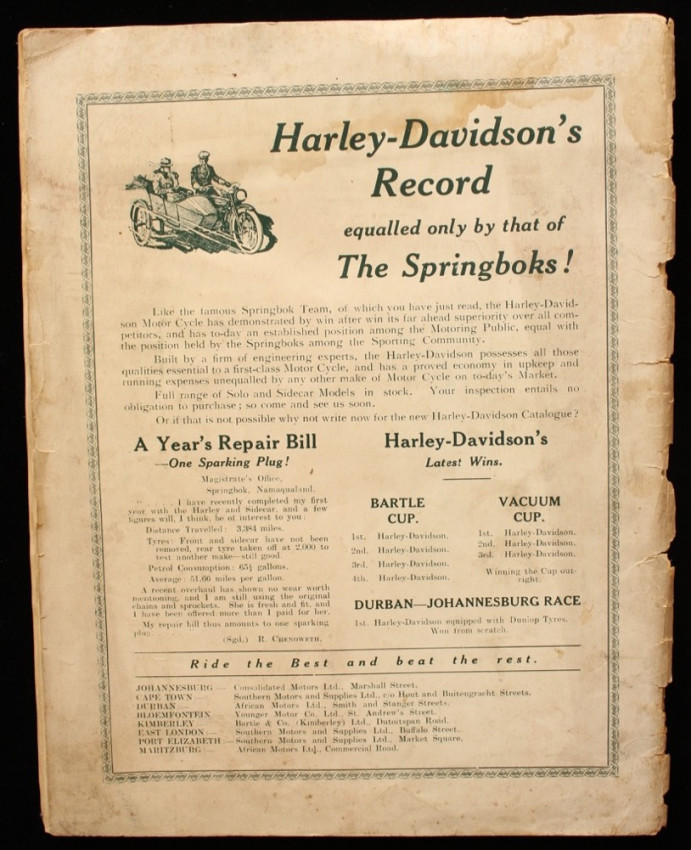 Harley-Davidson's
Record
equalled only by that of
The Springboks!
Like the famous Springbok Team, of which you have just read, the Harley-David-
son Motor Cycle has demonstrated by win after win its far ahead superiority over all com-
petitors, and has to-day an established position among the Motoring Public, equal with
the position held by the Springboks among the Sporting Community.
Built by a firm of engineering experts, the Harley-Davidson possesses all those
qualities essential to a first-class Motor Cycle, and has a proved economy in upkeep and
running expenses unequalled by any other make of Motor Cycle on to-day's Market.
Full range of Solo and Sidecar Models in stock. Your inspection entails no
obligation to purchase; so come and see us soon.
Or if that is not possible why not write now for the new Harley-Davidson Catalogue?
A Year's Repair Bill
—One Sparking Plug!
Magistrate's Office,
Springbok, Namaqualand.
". . . . I have recently completed my first
year with the Harley and Sidecar, and a few
figures will, I think, be of interest to you:
Distance Travelled: 3,384 miles.
Tyres: Front and sidecar have not been
removed, rear tyre taken off at 2,000 to
test another make—still good.
Petrol Consumption: 65½ gallons.
Average: 51.66 miles per gallon.
A recent overhaul has shown no wear worth
mentioning, and I am still using the original
chains and sprockets. She is fresh and fit, and
I have been offered more than I paid for her.
My repair bill thus amounts to one sparking
plug.
(Sgd.) R. Chenoweth.
Harley-Davidson's
Latest Wins.
BARTLE
CUP.
1st. Harley-Davidson.
2nd. Harley-Davidson.
3rd. Harley-Davidson.
4th. Harley-Davidson.
VACUUM
CUP.
1st. Harley-Davidson.
2nd. Harley-Davidson.
3rd. Harley-Davidson.
Winning the Cup out-
right.
DURBAN—JOHANNESBURG RACE
1st. Harley-Davidson equipped with Dunlop Tyres.
Won from scratch.
Ride the Best and beat the rest.
JOHANNESBURG — Consolidated Motors Ltd., Marshall Street.
CAPE TOWN — Southern Motors and Supplies Ltd., c/o Hout and Buitengracht Streets.
DURBAN — African Motors Ltd., Smith and Stanger Streets.
BLOEMFONTEIN Younger Motor Co. Ltd., St. Andrew's Street.
KIMBERLEY — Bartle & Co. (Kimberley) Ltd., Dutoitspan Road.
EAST LONDON — Southern Motors and Supplies Ltd., Buffalo Street.
PORT ELIZABETH — Southern Motors and Supplies Ltd., Market Square.
MARITZBURG — African Motors Ltd., Commercial Road.